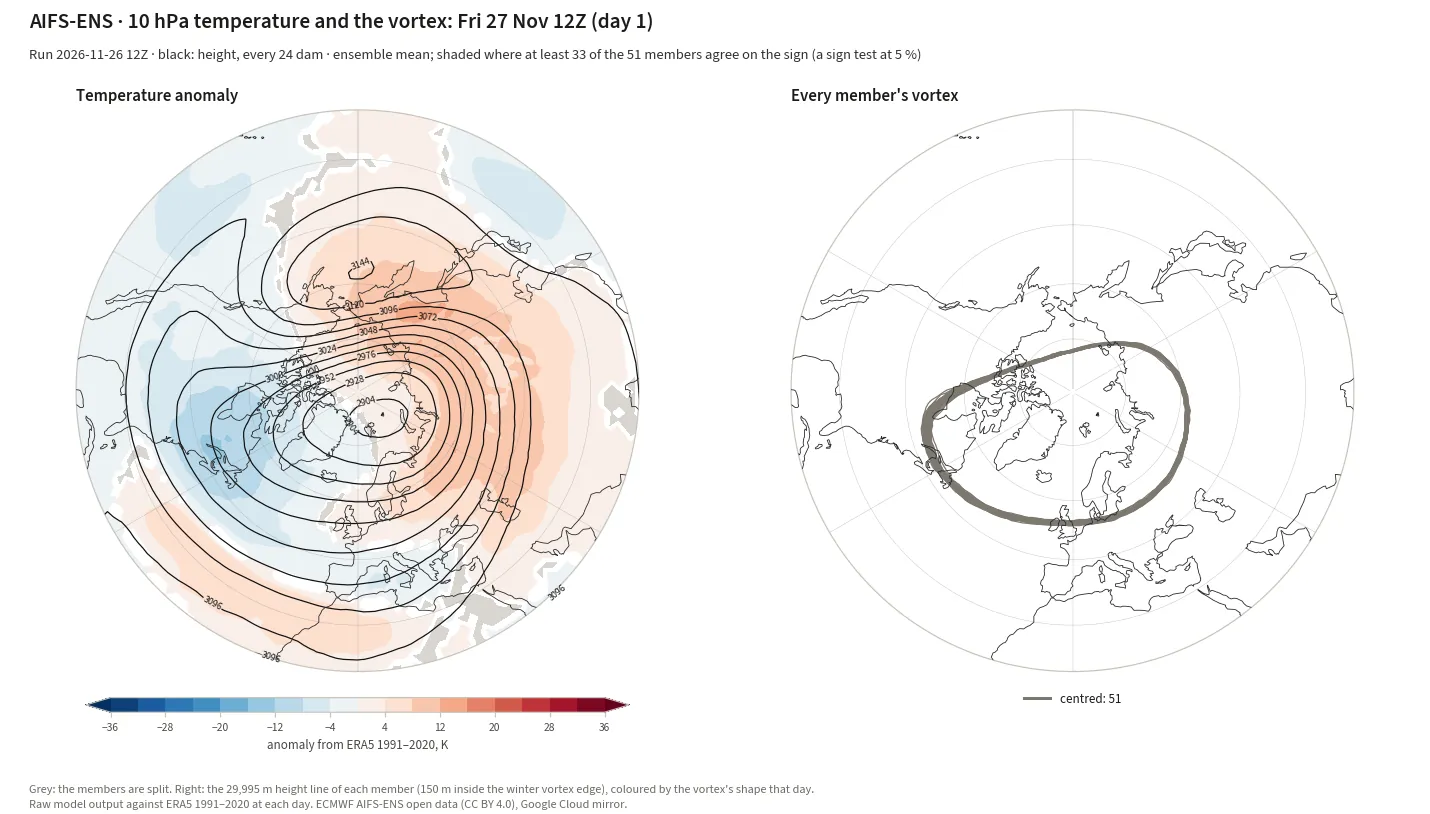 AIFS-ENS · 10 hPa temperature and the vortex: Fri 27 Nov 12Z (day 1)
Run 2026-11-26 12Z · black: height, every 24 dam · ensemble mean; shaded where at least 33 of the 51 members agree on the sign (a sign test at 5 %)
Temperature anomaly
Every member's vortex
3144
3120
3096
3072
3048
3024
2976
3000
2952
2928
2904
3096
3096
3096
centred: 51
−36 −28 −20 −12 −4 4 12 20 28 36
anomaly from ERA5 1991–2020, K
Grey: the members are split. Right: the 29,995 m height line of each member (150 m inside the winter vortex edge), coloured by the vortex's shape that day.
Raw model output against ERA5 1991–2020 at each day. ECMWF AIFS-ENS open data (CC BY 4.0), Google Cloud mirror.